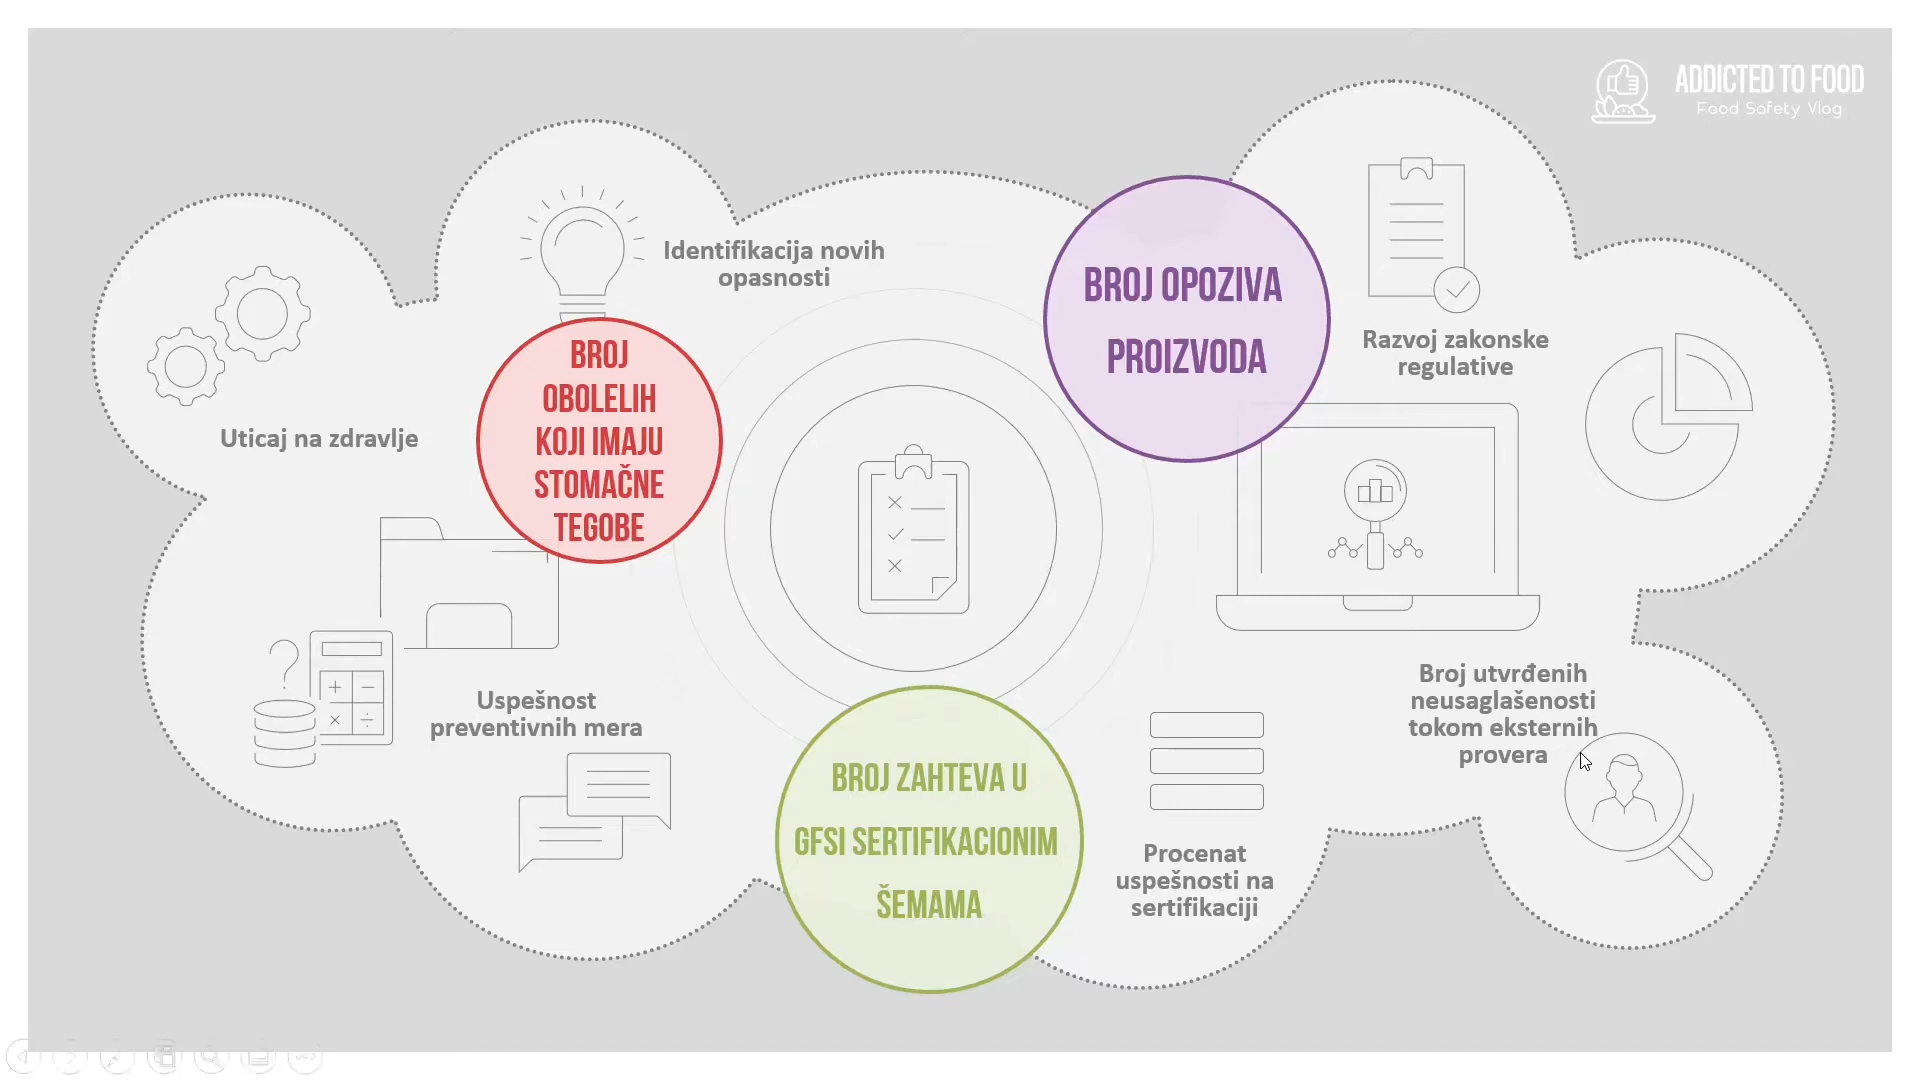 ADDICTED TO FOOD
Food Safety Vlog
Identifikacija novih
opasnosti
BROJ OPOZIVA
PROIZVODA
Razvoj zakonske
regulative
BROJ
OBOLELIH
KOJI IMAJU
STOMAČNE
TEGOBE
Uticaj na zdravlje
Uspešnost
preventivnih mera
BROJ ZAHTEVA U
GFSI SERTIFIKACIONIM
ŠEMAMA
Procenat
uspešnosti na
sertifikaciji
Broj utvrđenih
neusaglašenosti
tokom eksternih
provera